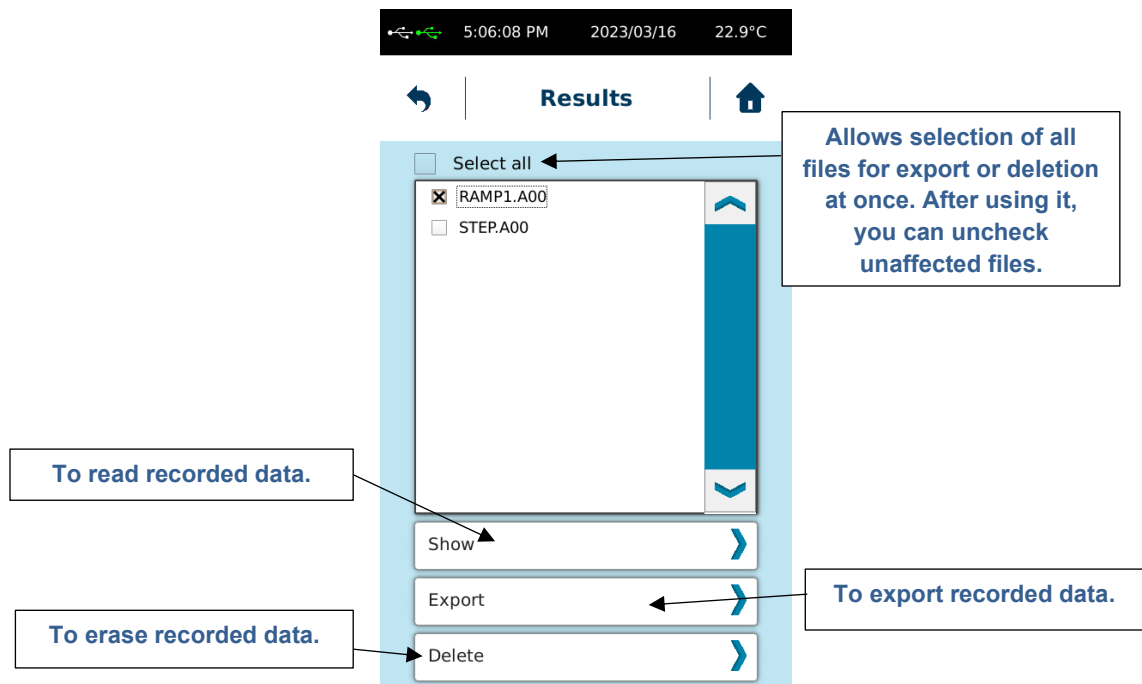 5:06:08 PM 2023/03/16 22.9°C
Results
Select all
RAMP1.A00
STEP.A00
Show
Export
Delete
Allows selection of all
files for export or deletion
at once. After using it,
you can uncheck
unaffected files.
To read recorded data.
To export recorded data.
To erase recorded data.